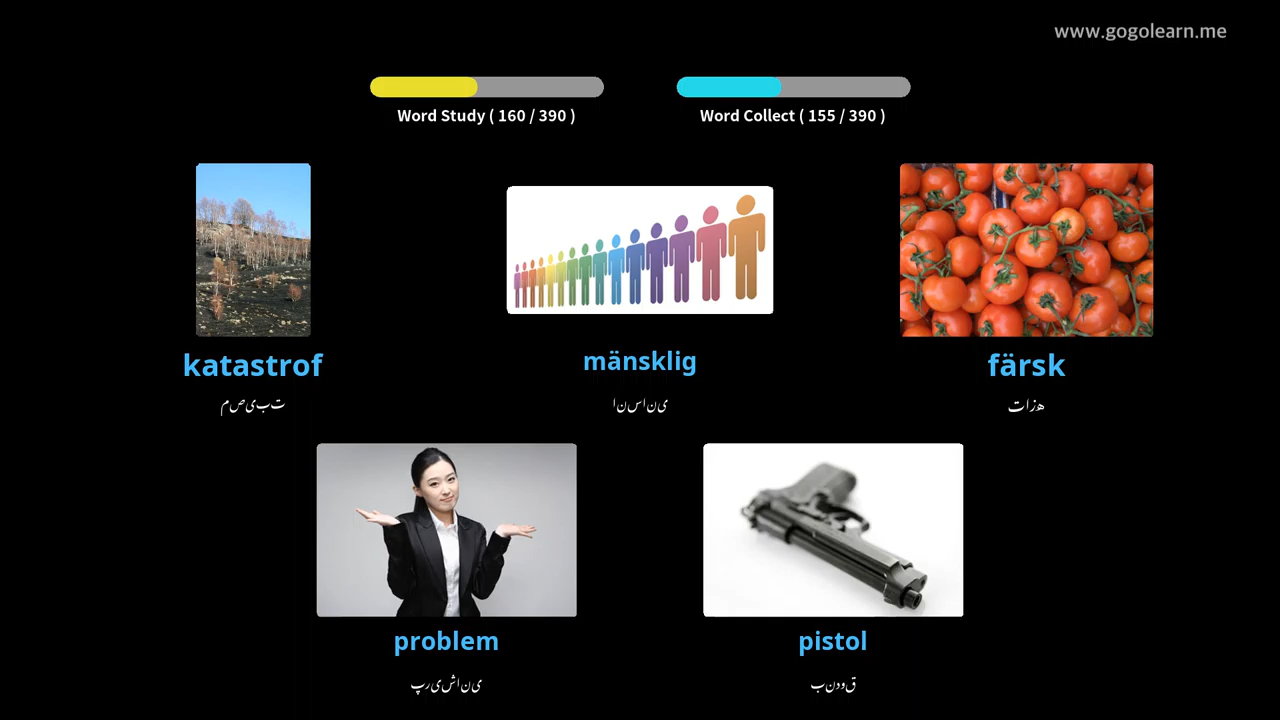 www.gogolearn.me
Word Study ( 160 / 390 )
Word Collect ( 155 / 390 )
katastrof
مصیبت
mänsklig
انسانی
färsk
تازہ
problem
پریشانی
pistol
بندوق